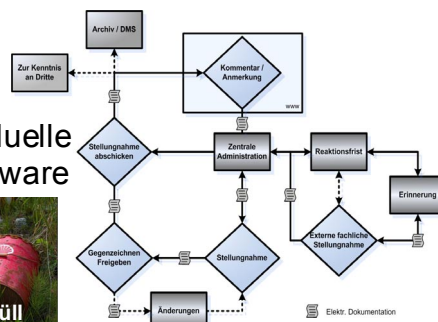 Archiv / DMS
Zur Kenntnis
an Dritte
Kommentar /
Anmerkung
www
duelle
ware
Stellungnahme
abschicken
Zentrale
Administration
Reaktionsfrist
Erinnerung
Externe fachliche
Stellungnahme
Gegenzeichnen
Freigeben
Stellungnahme
Änderungen
üll
Elektr. Dokumentation